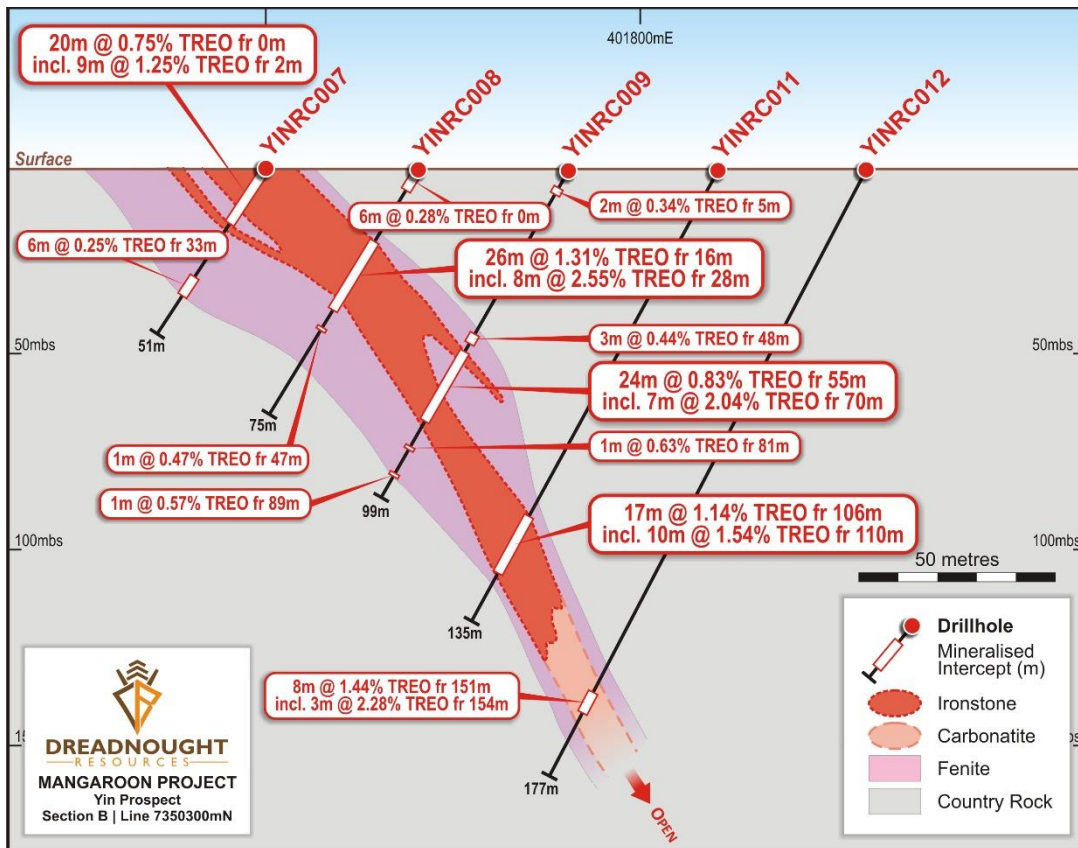 401800mE
20m @ 0.75% TREO fr 0m
incl. 9m @ 1.25% TREO fr 2m
YINRC007
YINRC008
YINRC009
YINRC011
YINRC012
Surface
6m @ 0.28% TREO fr 0m
2m @ 0.34% TREO fr 5m
6m @ 0.25% TREO fr 33m
26m @ 1.31% TREO fr 16m
incl. 8m @ 2.55% TREO fr 28m
51m
50mbs
3m @ 0.44% TREO fr 48m
50mbs
24m @ 0.83% TREO fr 55m
incl. 7m @ 2.04% TREO fr 70m
75m
1m @ 0.47% TREO fr 47m
1m @ 0.63% TREO fr 81m
1m @ 0.57% TREO fr 89m
99m
17m @ 1.14% TREO fr 106m
incl. 10m @ 1.54% TREO fr 110m
100mbs
100mbs
50 metres
135m
8m @ 1.44% TREO fr 151m
incl. 3m @ 2.28% TREO fr 154m
177m
OPEN
Drillhole
Mineralised
Intercept (m)
Ironstone
Carbonatite
Fenite
Country Rock
DREADNOUGHT
RESOURCES
MANGAROON PROJECT
Yin Prospect
Section B | Line 7350300mN